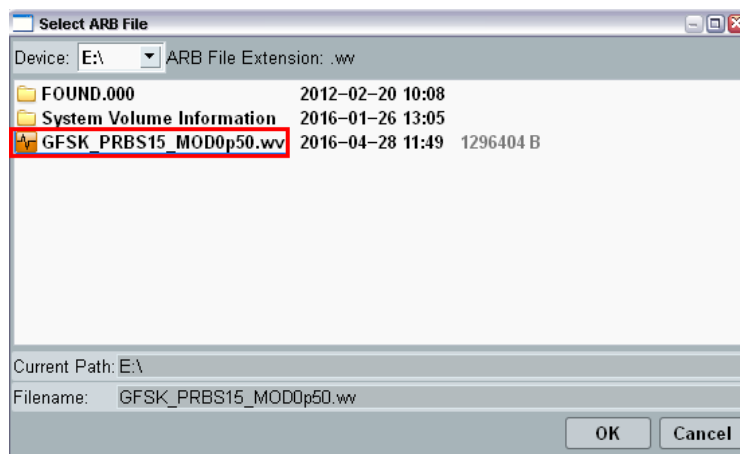 Select ARB File
Device: E:\ ARB File Extension: .wv
FOUND.000 2012-02-20 10:08
System Volume Information 2016-01-26 13:05
GFSK_PRBS15_MOD0p50.wv 2016-04-28 11:49 1296404 B
Current Path: E:\
Filename: GFSK_PRBS15_MOD0p50.wv
OK Cancel